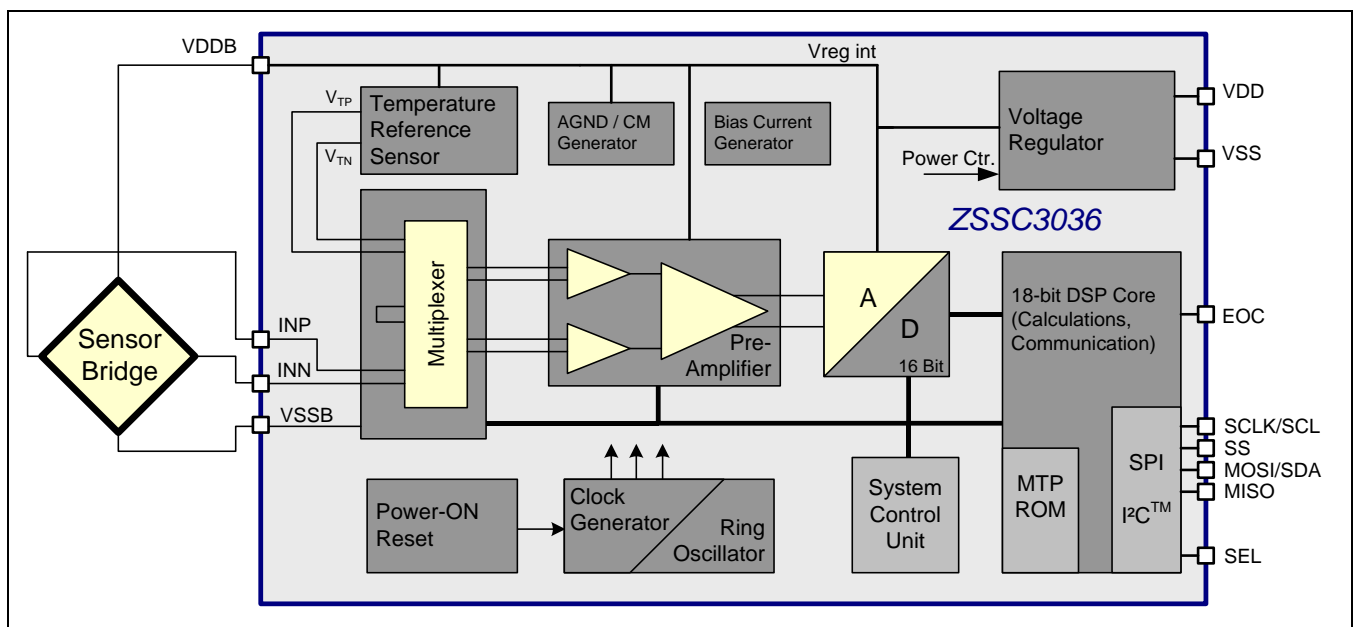 VDDB
Vreg int
VTP
Temperature
Reference
Sensor
VTN
AGND / CM
Generator
Bias Current
Generator
Voltage
Regulator
VDD
VSS
Power Ctr.
ZSSC3036
Multiplexer
Pre-
Amplifier
A
D
16 Bit
18-bit DSP Core
(Calculations,
Communication)
EOC
Sensor
Bridge
INP
INN
VSSB
SCLK/SCL
SS
MOSI/SDA
MISO
SEL
SPI
I²C™
MTP
ROM
System
Control
Unit
Power-ON
Reset
Clock
Generator
Ring
Oscillator